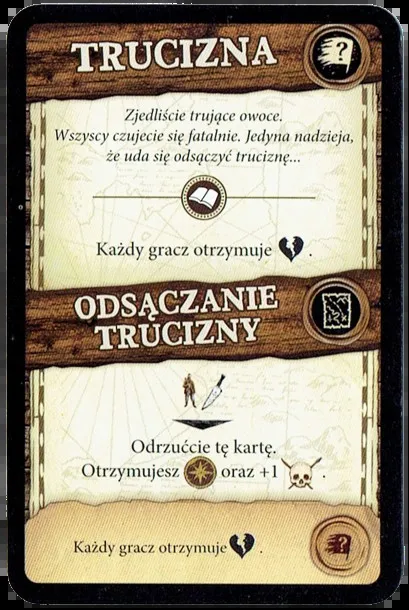 TRUCIZNA
?
Zjedliście trujące owoce.
Wszyscy czujecie się fatalnie. Jedyna nadzieja,
że uda się odsączyć truciznę...
Każdy gracz otrzymuje .
ODSĄCZANIE
TRUCIZNY
Odrzućcie tę kartę.
Otrzymujesz oraz +1 .
Każdy gracz otrzymuje .
?